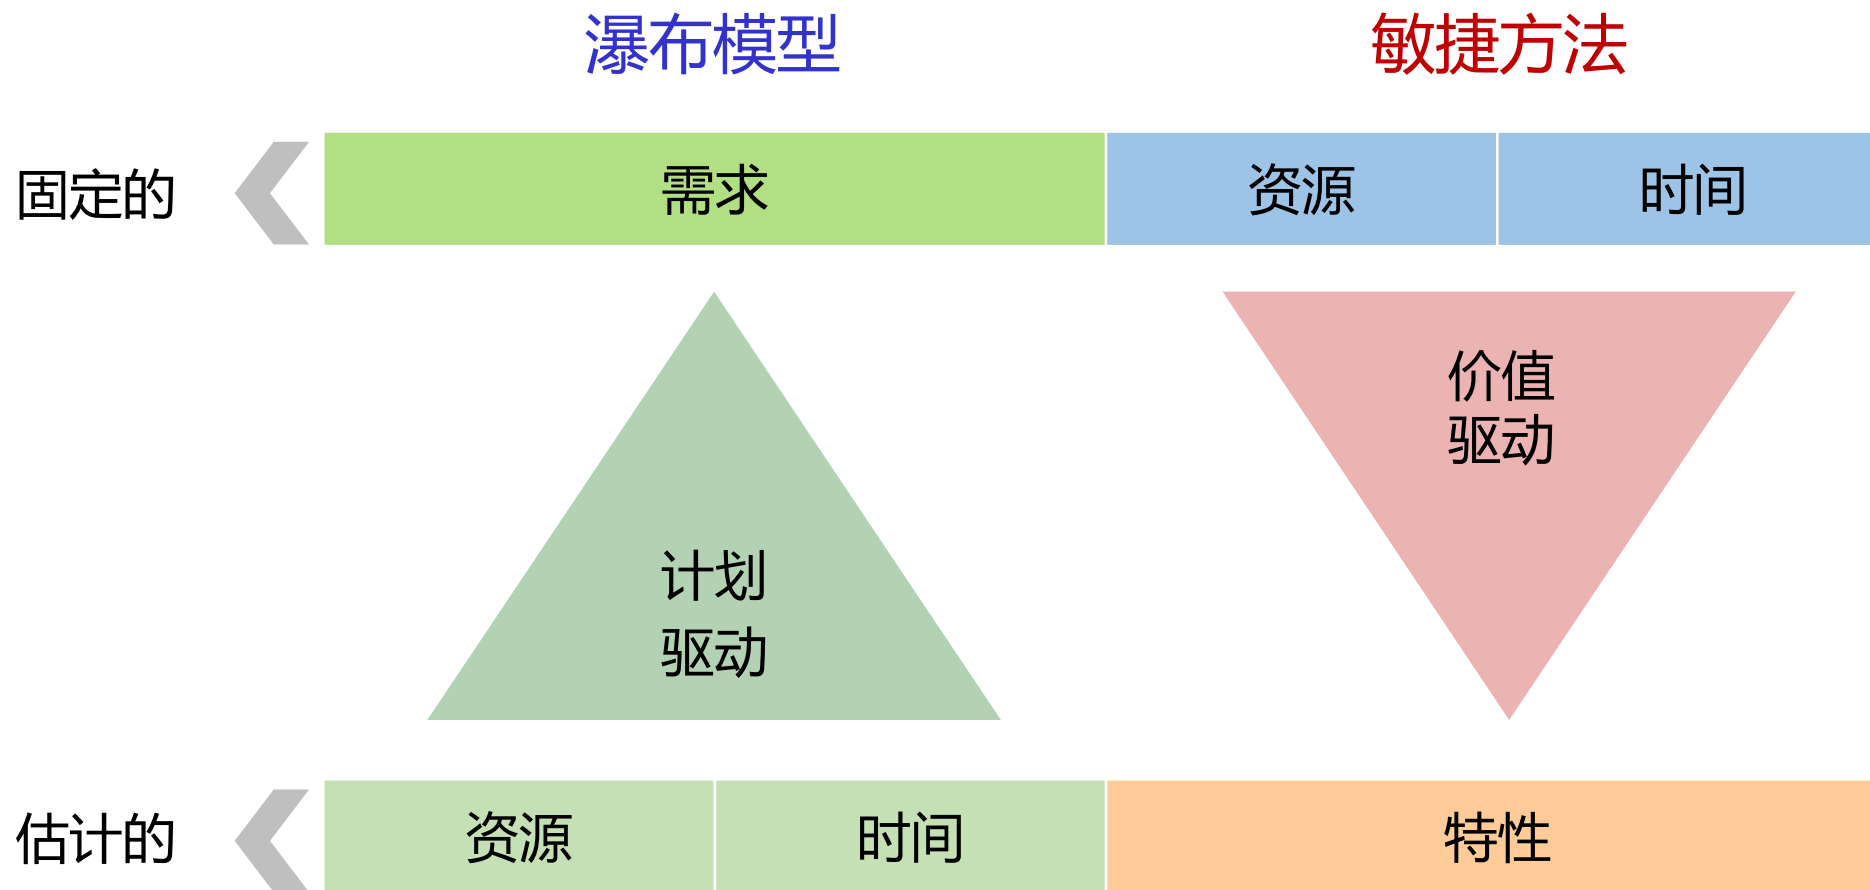 瀑布模型
敏捷方法
固定的
需求
资源
时间
价值
驱动
计划
驱动
估计的
资源
时间
特性